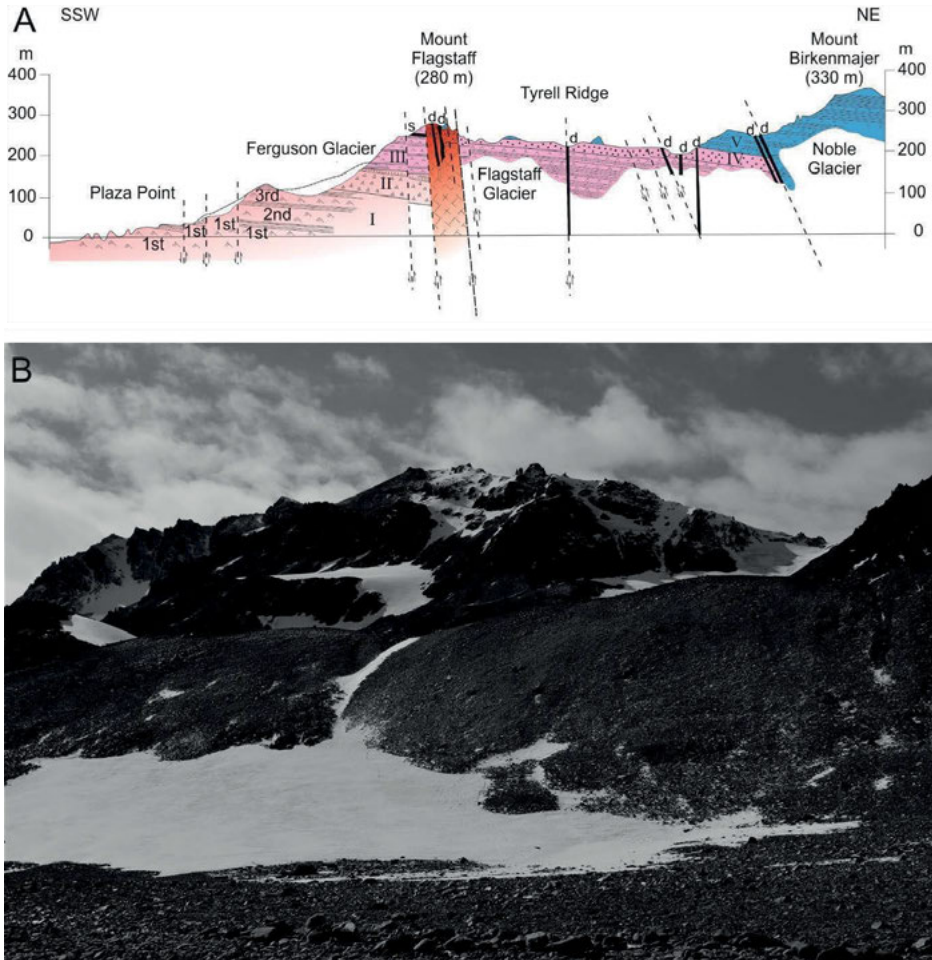 A
SSW
NE
m
400
300
200
100
0
Mount
Flagstaff
(280 m)
Mount
Birkenmajer
(330 m)
m
400
300
200
100
0
Tyrell Ridge
Ferguson Glacier
Plaza Point
Flagstaff
Glacier
Noble
Glacier
s
d
d
d
d
d
d
d
d
III
II
I
V
IV
3rd
2nd
1st
1st
1st
1st
B